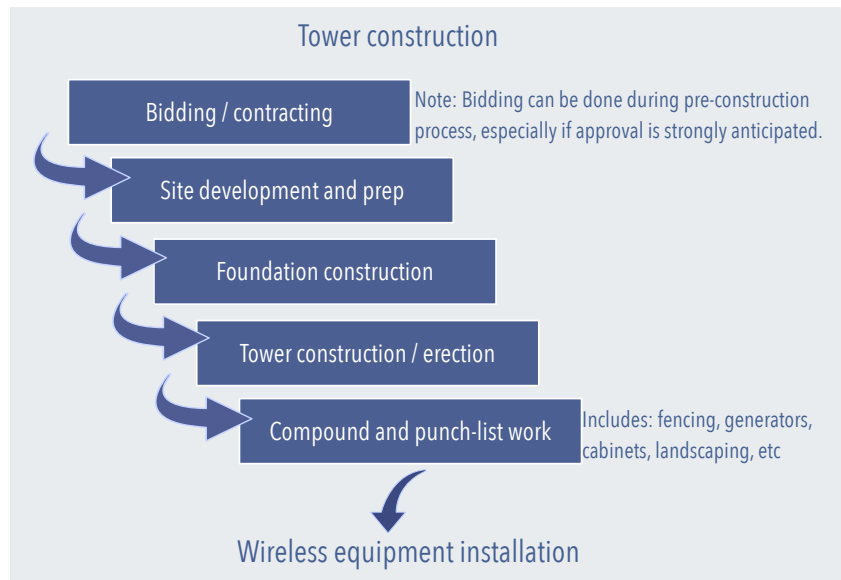 Tower construction
Bidding / contracting
Note: Bidding can be done during pre-construction
process, especially if approval is strongly anticipated.
Site development and prep
Foundation construction
Tower construction / erection
Compound and punch-list work
Includes: fencing, generators,
cabinets, landscaping, etc
Wireless equipment installation